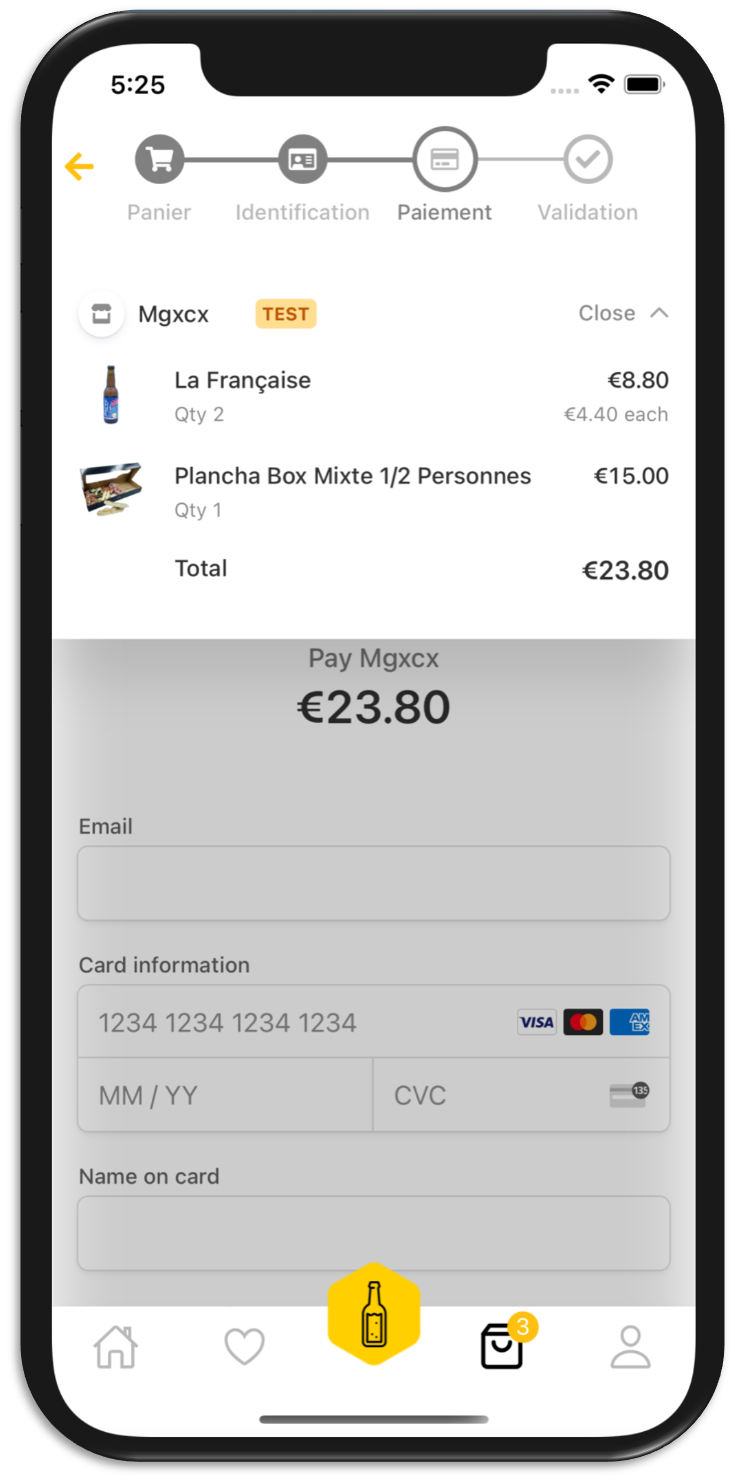 5:25
Panier Identification Paiement Validation
Mgxcx TEST Close
La Française €8.80
Qty 2 €4.40 each
Plancha Box Mixte 1/2 Personnes €15.00
Qty 1
Total €23.80
Pay Mgxcx
€23.80
Email
Card information
1234 1234 1234 1234 VISA AM EX
MM / YY CVC 135
Name on card
3